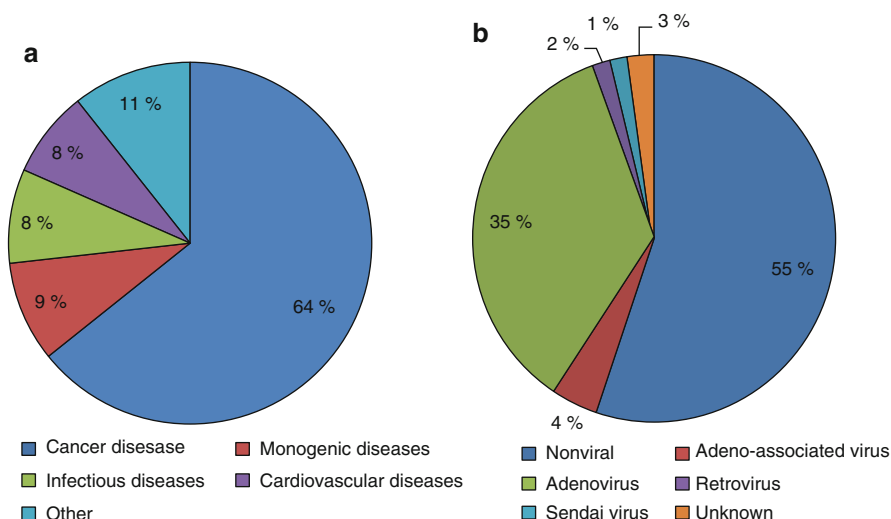 a
11 %
8 %
8 %
9 %
64 %
Cancer disesase
Monogenic diseases
Infectious diseases
Cardiovascular diseases
Other
b
1 %
3 %
2 %
35 %
55 %
4 %
Nonviral
Adeno-associated virus
Adenovirus
Retrovirus
Sendai virus
Unknown